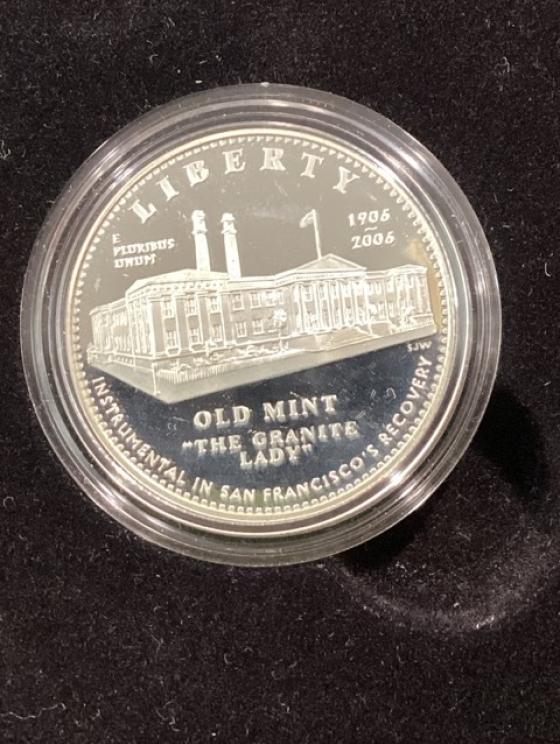 LIBERTY
E
PLURIBUS
UNUM
1906
~
2006
SJW
OLD MINT
"THE GRANITE
LADY"
INSTRUMENTAL IN SAN FRANCISCO'S RECOVERY